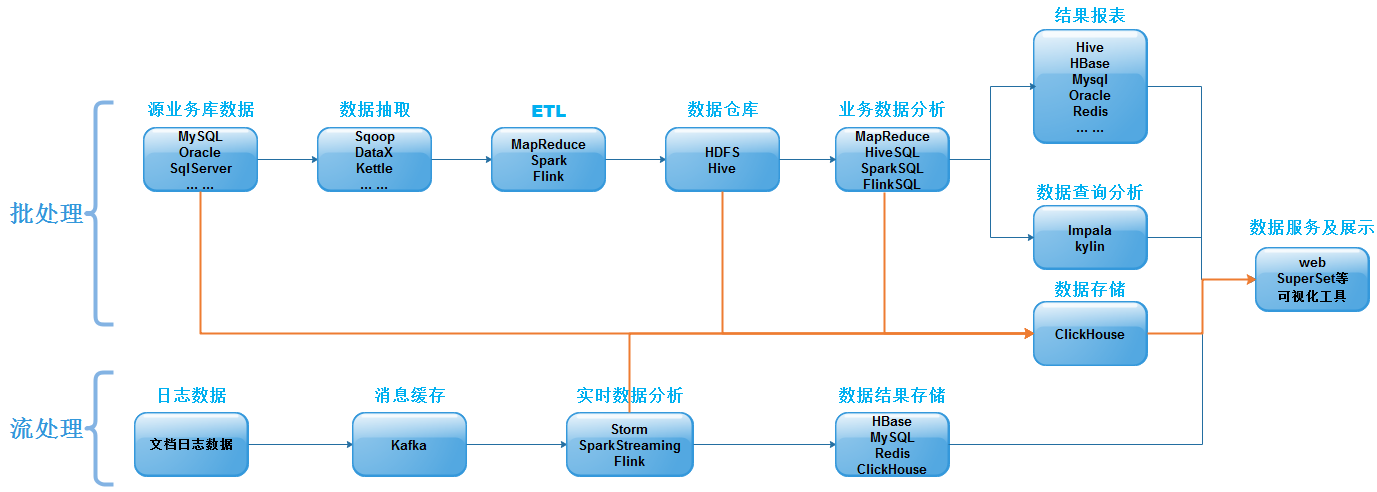 批处理
源业务库数据
MySQL
Oracle
SqlServer
... ...
数据抽取
Sqoop
DataX
Kettle
... ...
ETL
MapReduce
Spark
Flink
数据仓库
HDFS
Hive
业务数据分析
MapReduce
HiveSQL
SparkSQL
FlinkSQL
结果报表
Hive
HBase
Mysql
Oracle
Redis
... ...
数据查询分析
Impala
kylin
数据存储
ClickHouse
数据服务及展示
web
SuperSet等
可视化工具
流处理
日志数据
文档日志数据
消息缓存
Kafka
实时数据分析
Storm
SparkStreaming
Flink
数据结果存储
HBase
MySQL
Redis
ClickHouse